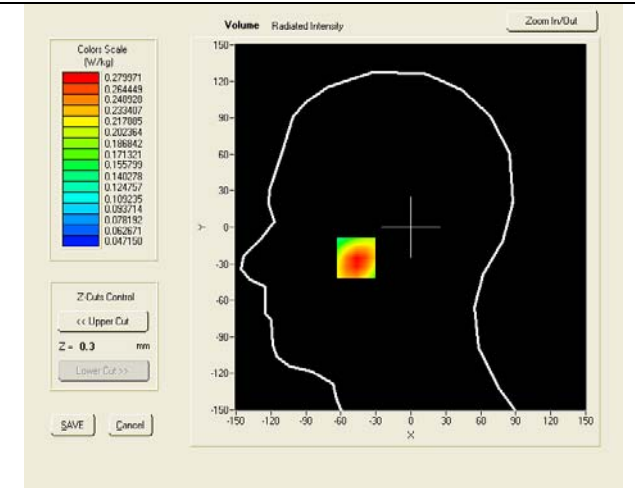 Volume Radiated Intensity
Zoom In/Out
Colors Scale
(W/kg)
0.279971
0.264449
0.248928
0.233407
0.217885
0.202364
0.186842
0.171321
0.155799
0.140278
0.124757
0.109235
0.093714
0.078192
0.062671
0.047150
150
120
90
60
30
0
-30
-60
-90
-120
-150
Y
-150 -120 -90 -60 -30 0 30 60 90 120 150
X
Z-Cuts Control
<< Upper Cut
Z = 0.3 mm
Lower Cut >>
SAVE Cancel